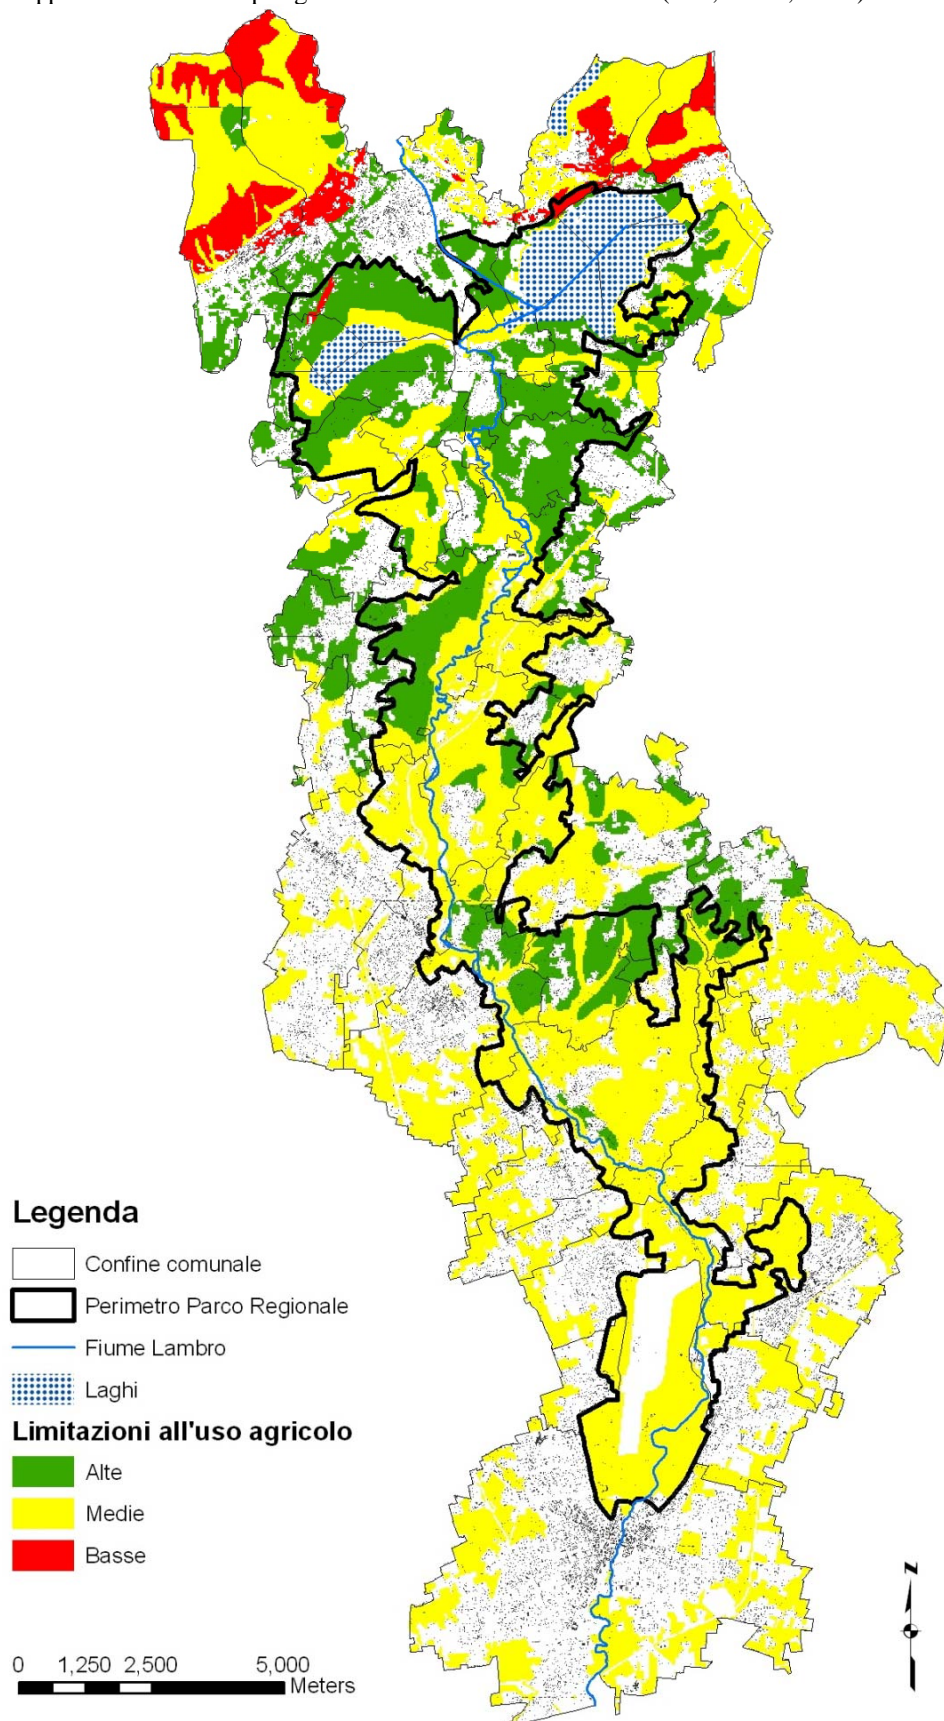 Legenda
Confine comunale
Perimetro Parco Regionale
Fiume Lambro
Laghi
Limitazioni all'uso agricolo
Alte
Medie
Basse
0 1,250 2,500 5,000
Meters
N